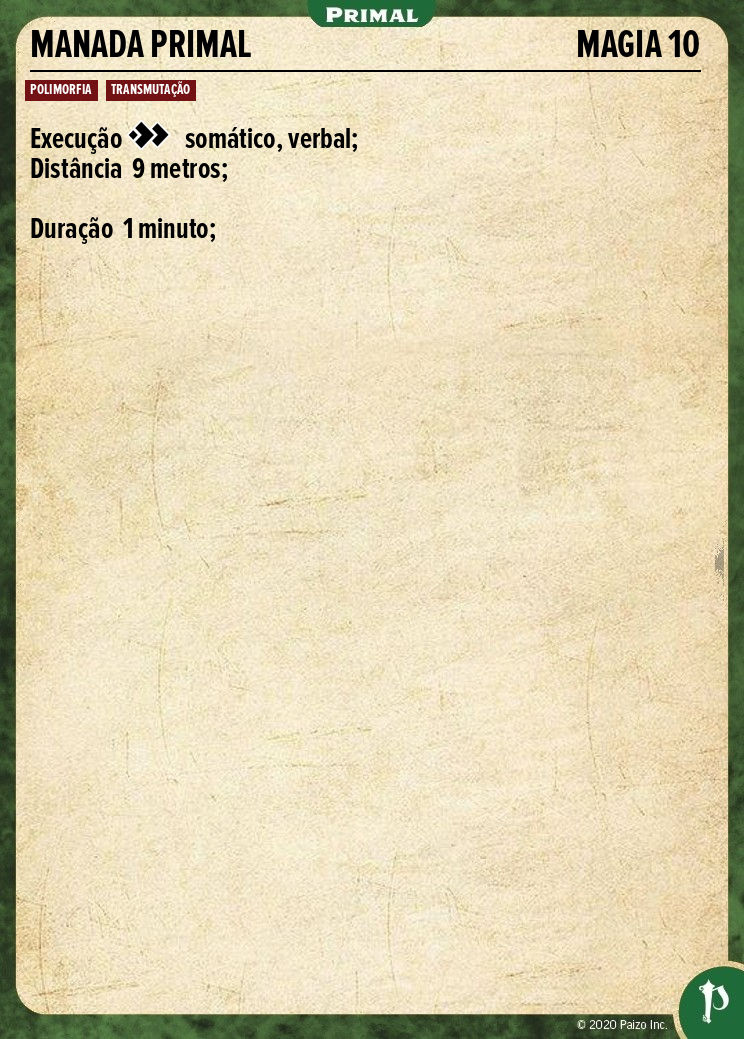 PRIMAL
MANADA PRIMAL MAGIA 10
POLIMORFIA TRANSMUTAÇÃO
Execução somático, verbal;
Distância 9 metros;
Duração 1 minuto;
© 2020 Paizo Inc.